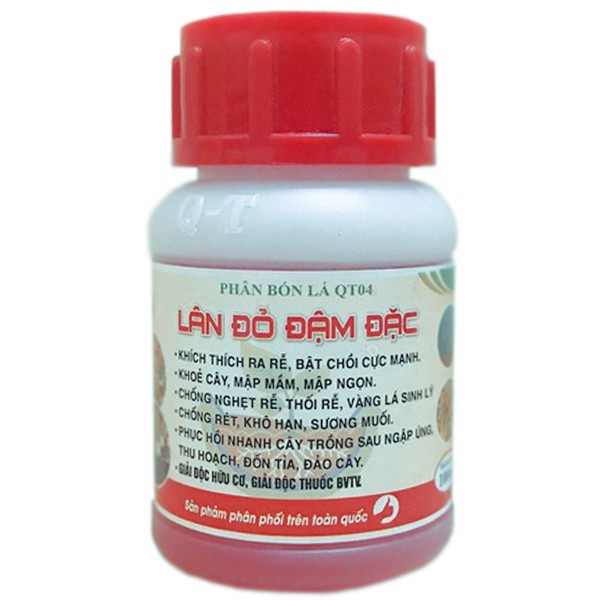 Q-T
PHÂN BÓN LÁ QT04
LÂN ĐỎ ĐẬM ĐẶC
• KHÍCH THÍCH RA RỄ, BẬT CHỒI CỰC MẠNH.
• KHOẺ CÂY, MẬP MẦM, MẬP NGỌN.
• CHỐNG NGHẸT RỄ, THỐI RỄ, VÀNG LÁ SINH LÝ
• CHỐNG RÉT, KHÔ HẠN, SƯƠNG MUỐI.
• PHỤC HỒI NHANH CÂY TRỒNG SAU NGẬP ÚNG,
THU HOẠCH, ĐỐN TỈA, ĐẢO CÂY.
• GIẢI ĐỘC HỮU CƠ, GIẢI ĐỘC THUỐC BVTV.
Sản phẩm phân phối trên toàn quốc